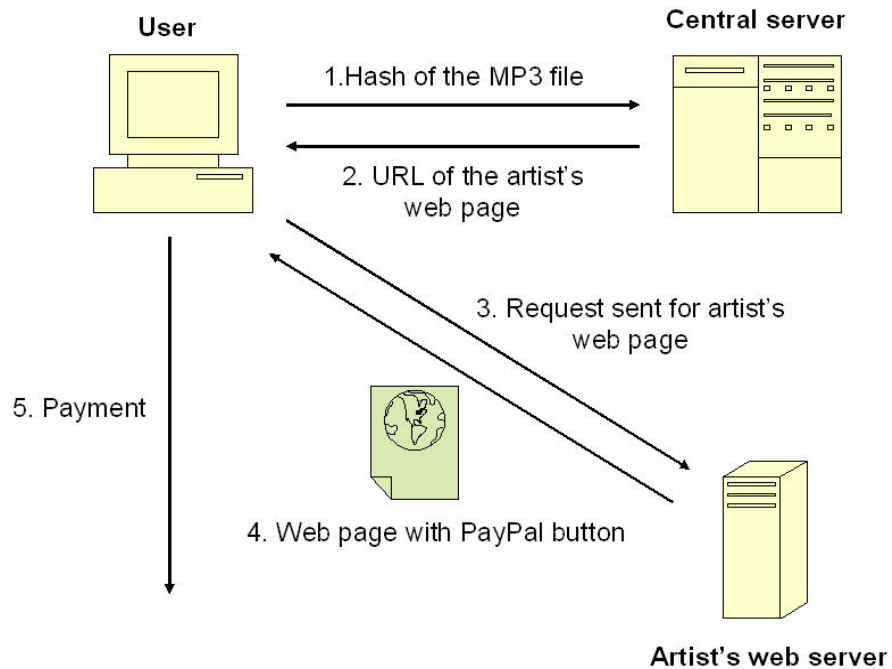 User
Central server
1.Hash of the MP3 file
2. URL of the artist's
web page
3. Request sent for artist's
web page
5. Payment
4. Web page with PayPal button
Artist's web server